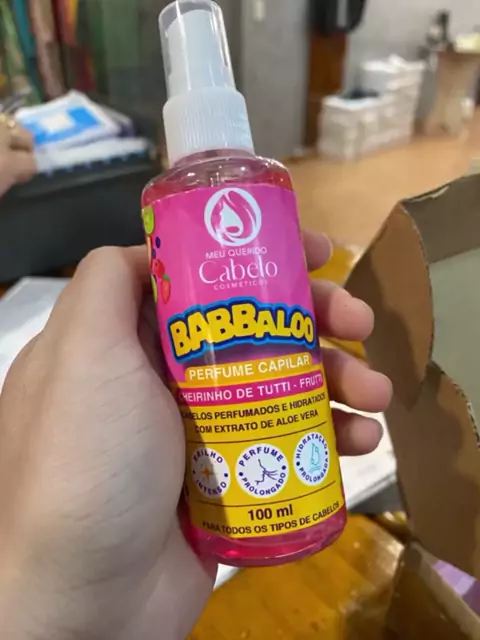 MEU QUERIDO
Cabelo
COSMÉTICOS
BABBALOO
PERFUME CAPILAR
CHEIRINHO DE TUTTI - FRUTTI
CABELOS PERFUMADOS E HIDRATADOS
COM EXTRATO DE ALOE VERA
BRILHO INTENSO
PERFUME PROLONGADO
HIDRATAÇÃO PROLONGADA
100 ml
PARA TODOS OS TIPOS DE CABELOS